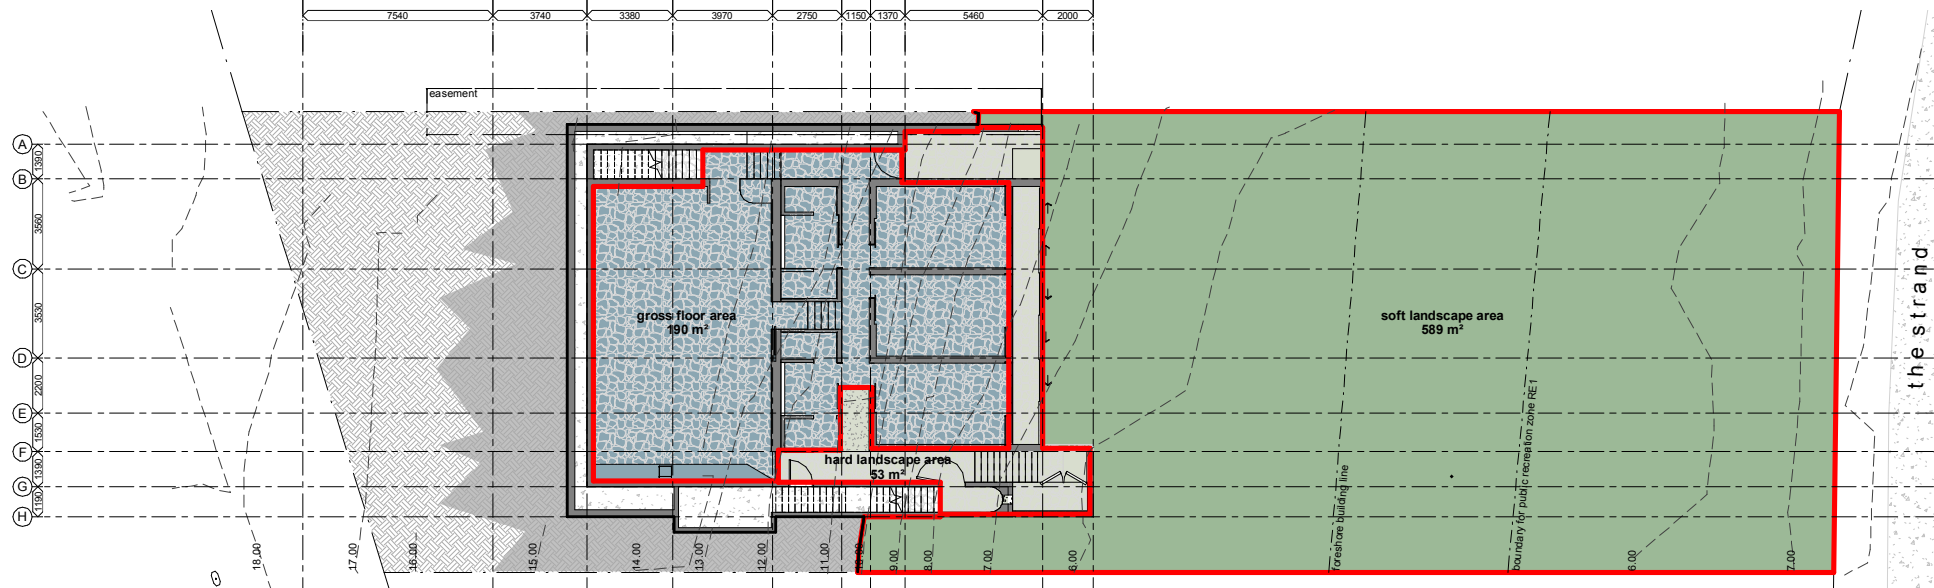 7540 3740 3380 3970 2750 1150 1370 5460 2000
easement
A
1390
B
3560
C
3530
D
2200
E
1530
F
1390
G
1190
H
gross floor area
190 m²
hard landscape area
53 m²
soft landscape area
589 m²
foreshore building line
boundary for public recreation zone RE1
the strand
18.00
17.00
16.00
15.00
14.00
13.00
12.00
11.00
9.00
8.00
7.00
6.00
6.00
7.00